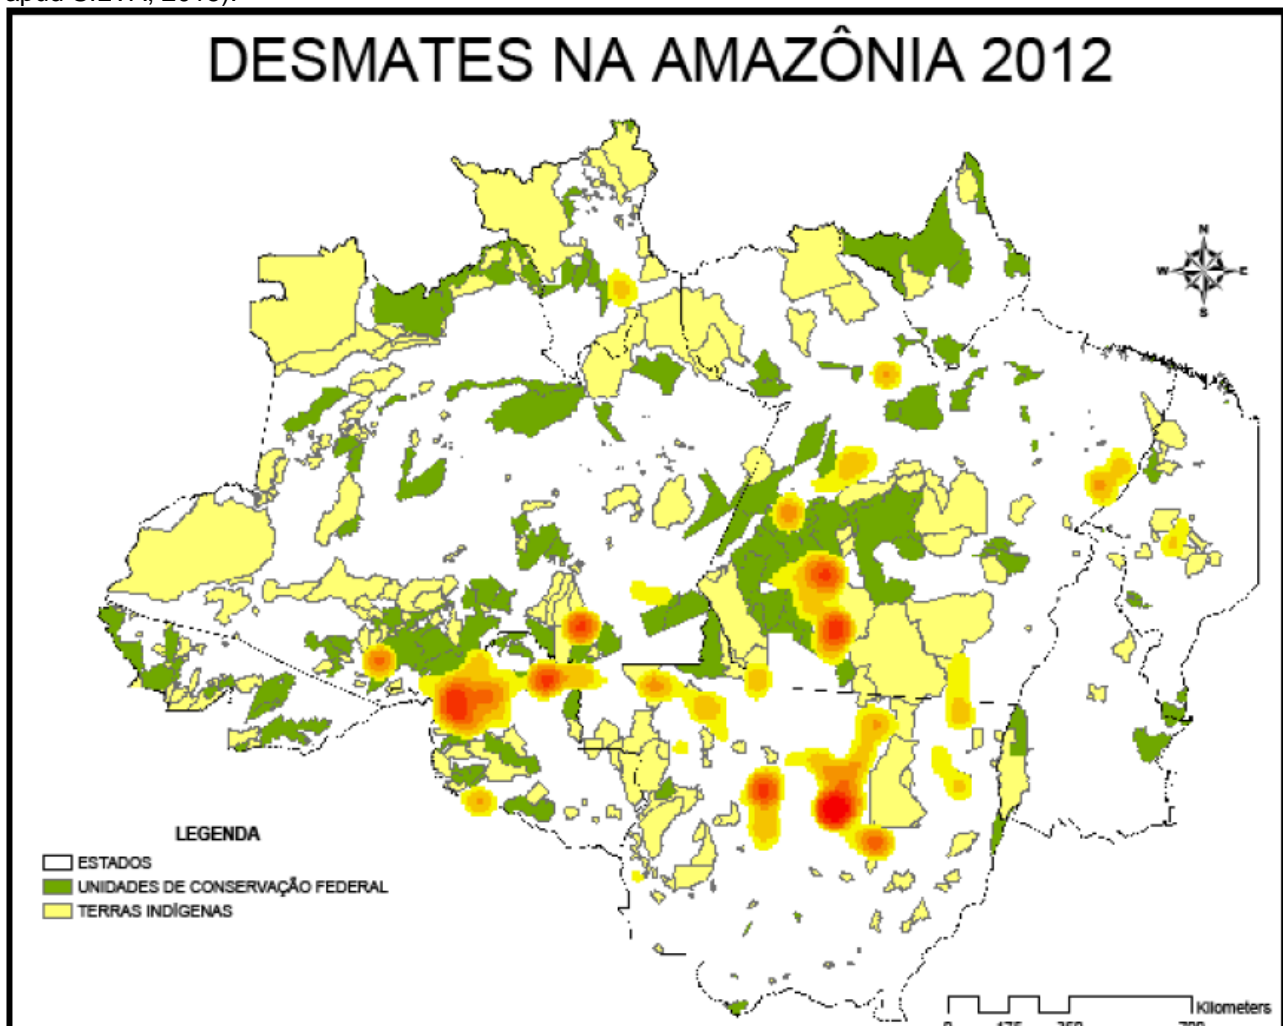 DESMATES NA AMAZÔNIA 2012
N
W E
S
LEGENDA
ESTADOS
UNIDADES DE CONSERVAÇÃO FEDERAL
TERRAS INDÍGENAS
Kilometers